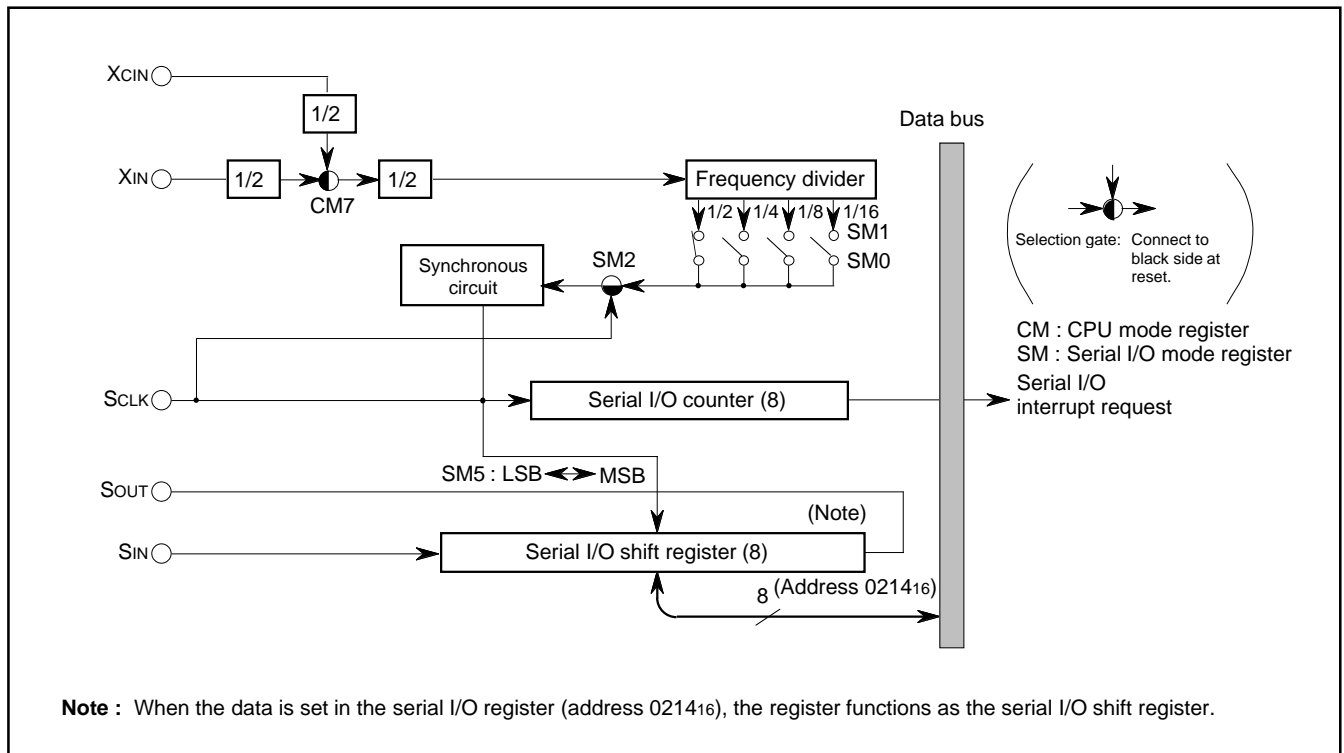 XCIN
1/2
Data bus
XIN
1/2
1/2
Frequency divider
CM7
1/2
1/4
1/8
1/16
SM1
SM0
Selection gate: Connect to
black side at
reset.
Synchronous
circuit
SM2
CM : CPU mode register
SM : Serial I/O mode register
SCLK
Serial I/O counter (8)
Serial I/O
interrupt request
SM5 : LSB MSB
SOUT
(Note)
SIN
Serial I/O shift register (8)
8
(Address 021416)
Note : When the data is set in the serial I/O register (address 021416), the register functions as the serial I/O shift register.